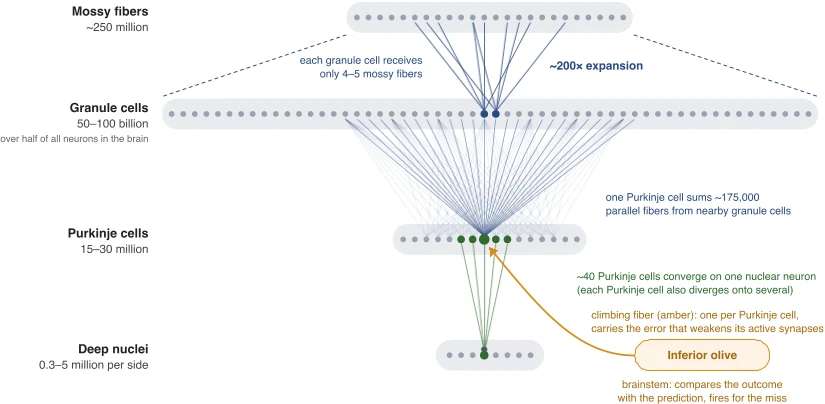 Mossy fibers
~250 million
each granule cell receives
only 4–5 mossy fibers
~200× expansion
Granule cells
50–100 billion
over half of all neurons in the brain
one Purkinje cell sums ~175,000
parallel fibers from nearby granule cells
Purkinje cells
15–30 million
~40 Purkinje cells converge on one nuclear neuron
(each Purkinje cell also diverges onto several)
climbing fiber (amber): one per Purkinje cell,
carries the error that weakens its active synapses
Deep nuclei
0.3–5 million per side
Inferior olive
brainstem: compares the outcome
with the prediction, fires for the miss